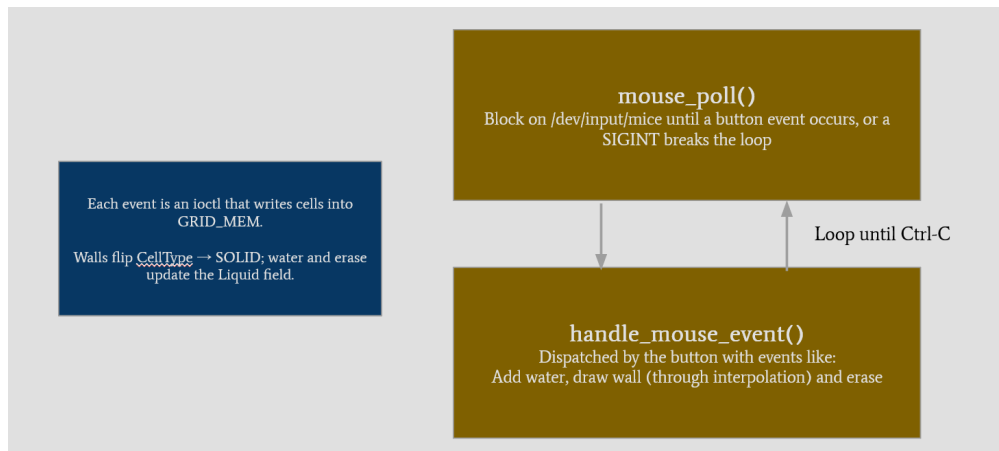 mouse_poll()
Block on /dev/input/mice until a button event occurs, or a
SIGINT breaks the loop
Each event is an ioctl that writes cells into
GRID_MEM.
Walls flip CellType → SOLID; water and erase
update the Liquid field.
Loop until Ctrl-C
handle_mouse_event()
Dispatched by the button with events like:
Add water, draw wall (through interpolation) and erase